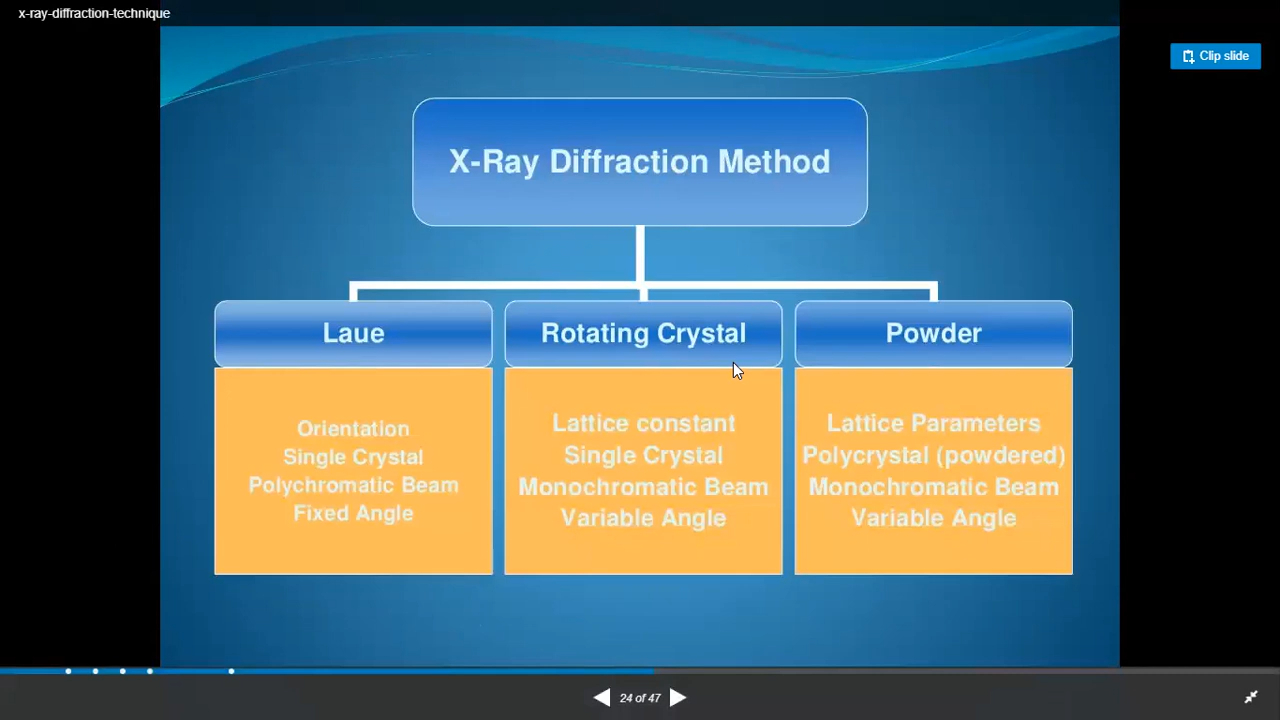 x-ray-diffraction-technique
Clip slide
X-Ray Diffraction Method
Laue
Orientation
Single Crystal
Polychromatic Beam
Fixed Angle
Rotating Crystal
Lattice constant
Single Crystal
Monochromatic Beam
Variable Angle
Powder
Lattice Parameters
Polycrystal (powdered)
Monochromatic Beam
Variable Angle
24 of 47